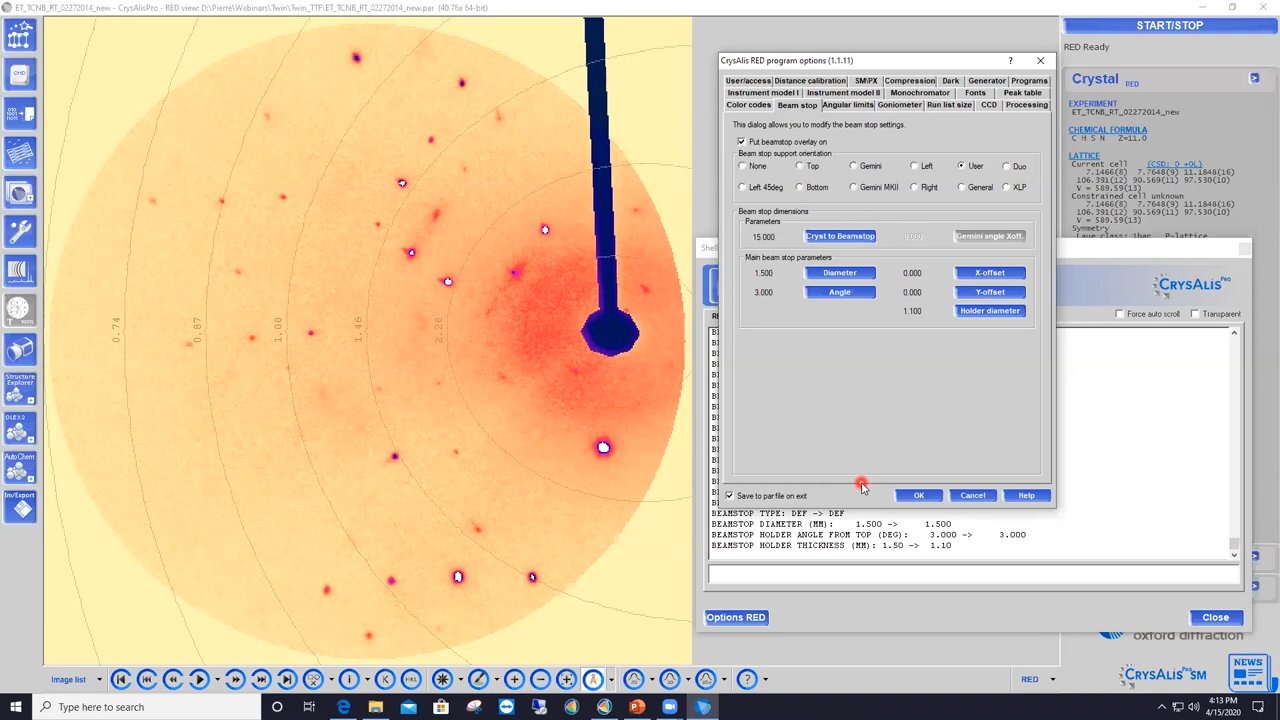 ET_TCNB_RT_02272014_new - CrysAlisPro - RED view: D:\Pierre\Webinars\Twin\Twin_TTF\ET_TCNB_RT_02272014_new.par (40.76a 64-bit)
START/STOP
RED Ready
Crystal RED
EXPERIMENT
ET_TCNB_RT_02272014_new
CHEMICAL FORMULA
C H S N Z=11.0
LATTICE (CSD: 0 +0L)
Current cell
7.1466(8) 7.7648(9) 11.1848(16)
106.391(12) 90.569(11) 97.530(10)
V = 589.59(13)
Constrained cell unknown
7.1466(8) 7.7648(9) 11.1848(16)
106.391(12) 90.569(11) 97.530(10)
V = 589.59(13)
Symmetry
CrysAlis RED program options (1.1.11)
User/access Distance calibration SM\PX Compression Dark Generator Programs
Instrument model I Instrument model II Monochromator Fonts Peak table
Color codes Beam stop Angular limits Goniometer Run list size CCD Processing
This dialog allows you to modify the beam stop settings.
Put beamstop overlay on
Beam stop support orientation
None Top Gemini Left User Duo
Left 45deg Bottom Gemini MKII Right General XLP
Beam stop dimensions
Parameters
15.000 Cryst to Beamstop 0.000 Gemini angle Xoff.
Main beam stop parameters
1.500 Diameter 0.000 X-offset
3.000 Angle 0.000 Y-offset
1.100 Holder diameter
Save to par file on exit
OK Cancel Help
CrysAlis PRO
Force auto scroll Transparent
BEAMSTOP TYPE: DEF -> DEF
BEAMSTOP DIAMETER (MM): 1.500 -> 1.500
BEAMSTOP HOLDER ANGLE FROM TOP (DEG): 3.000 -> 3.000
BEAMSTOP HOLDER THICKNESS (MM): 1.50 -> 1.10
Options RED
Close
oxford diffraction
0.74
0.87
1.08
1.46
2.28
CMD
Structure Explorer
OLEX 2
AutoChem
Im/Export
Image list
K
HKL
RED
CrysAlis PRO SM
NEWS
Type here to search
4:13 PM
4/15/2020